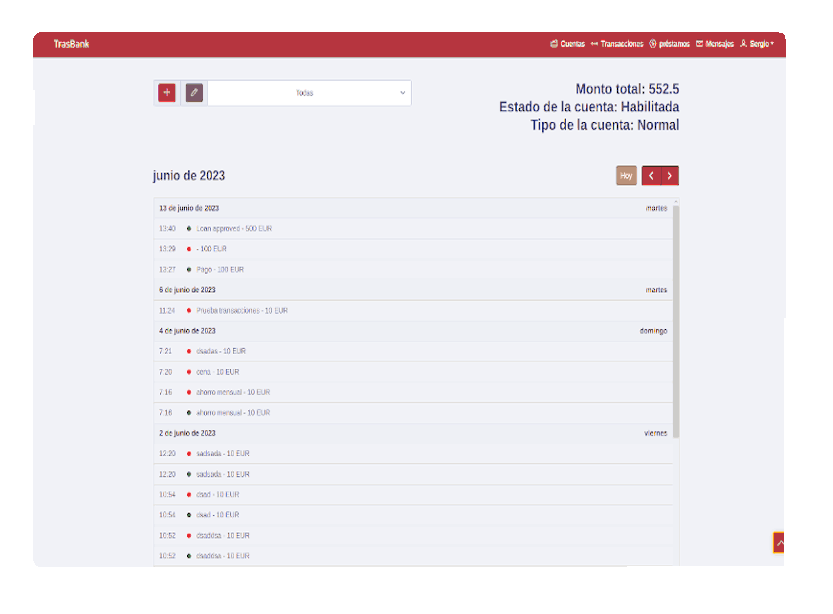 TrasBank
Cuentas Transacciones préstamos Mensajes Sergio
Todas
Monto total: 552.5
Estado de la cuenta: Habilitada
Tipo de la cuenta: Normal
junio de 2023
Hoy
13 de junio de 2023 martes
13:40 Loan approved - 500 EUR
13:29 - 100 EUR
13:27 Pago - 100 EUR
6 de junio de 2023 martes
11:24 Prueba transacciones - 10 EUR
4 de junio de 2023 domingo
7:21 dsadas - 10 EUR
7:20 cena - 10 EUR
7:16 ahorro mensual - 10 EUR
7:16 ahorro mensual - 10 EUR
2 de junio de 2023 viernes
12:20 sadsada - 10 EUR
12:20 sadsada - 10 EUR
10:54 dsad - 10 EUR
10:54 dsad - 10 EUR
10:52 dsaddsa - 10 EUR
10:52 dsaddsa - 10 EUR